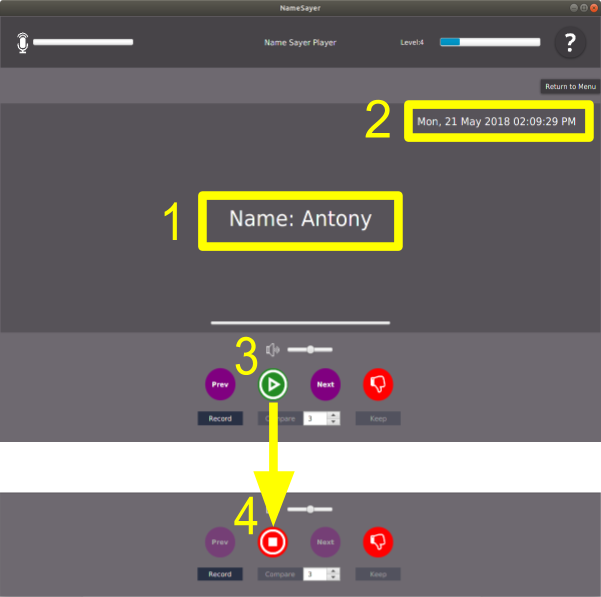 NameSayer
Name Sayer Player
Level:4
?
Return to Menu
2
Mon, 21 May 2018 02:09:29 PM
1
Name: Antony
3
Prev
Next
Record
Compare
3
Keep
4
Prev
Next
Record
Compare
3
Keep